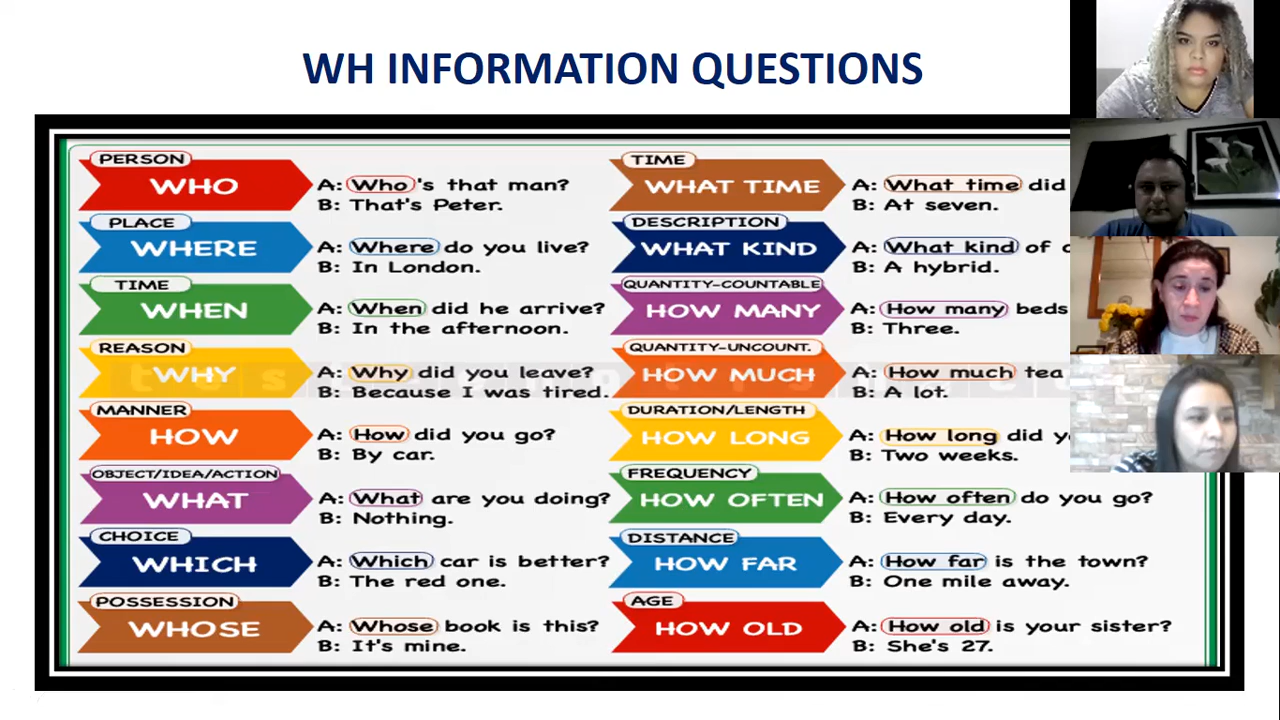 WH INFORMATION QUESTIONS
PERSON
WHO
A: Who's that man?
B: That's Peter.
PLACE
WHERE
A: Where do you live?
B: In London.
TIME
WHEN
A: When did he arrive?
B: In the afternoon.
REASON
WHY
A: Why did you leave?
B: Because I was tired.
MANNER
HOW
A: How did you go?
B: By car.
OBJECT/IDEA/ACTION
WHAT
A: What are you doing?
B: Nothing.
CHOICE
WHICH
A: Which car is better?
B: The red one.
POSSESSION
WHOSE
A: Whose book is this?
B: It's mine.
TIME
WHAT TIME
A: What time did
B: At seven.
DESCRIPTION
WHAT KIND
A: What kind of
B: A hybrid.
QUANTITY-COUNTABLE
HOW MANY
A: How many beds
B: Three.
QUANTITY-UNCOUNT.
HOW MUCH
A: How much tea
B: A lot.
DURATION/LENGTH
HOW LONG
A: How long did
B: Two weeks.
FREQUENCY
HOW OFTEN
A: How often do you go?
B: Every day.
DISTANCE
HOW FAR
A: How far is the town?
B: One mile away.
AGE
HOW OLD
A: How old is your sister?
B: She's 27.